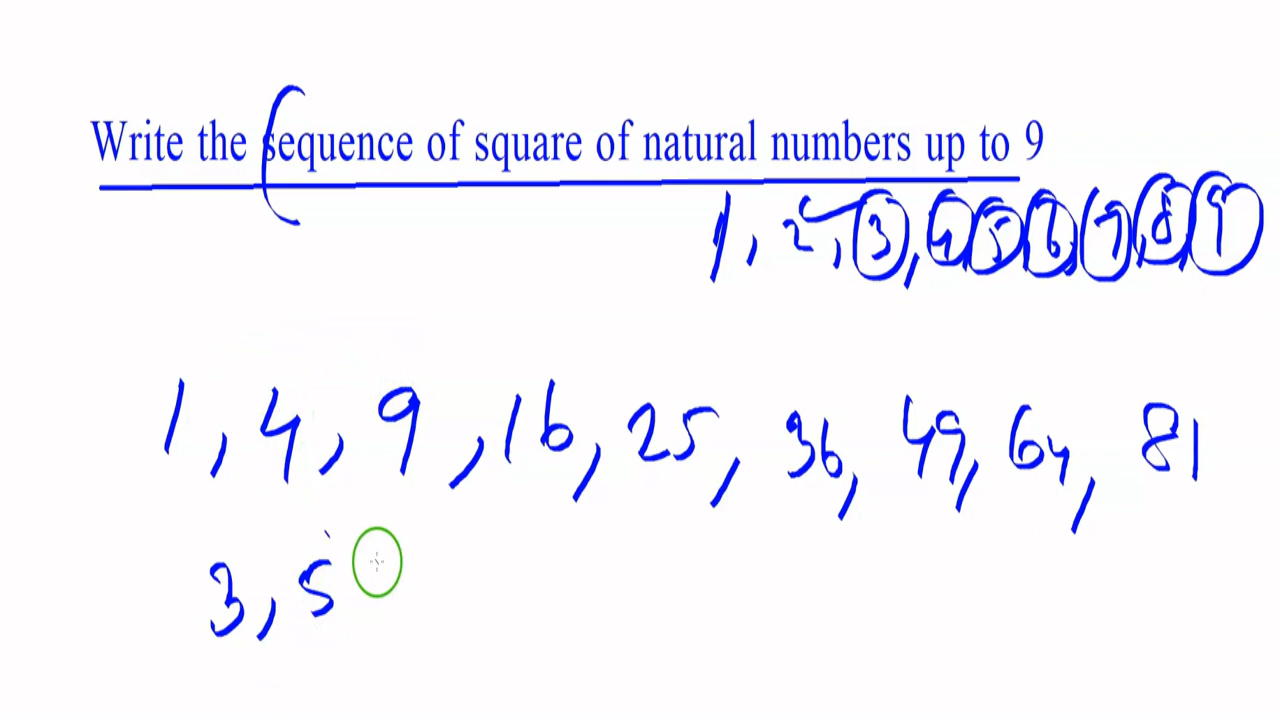 Write the sequence of square of natural numbers up to 9
1, 2, 3, 4, 5, 6, 7, 8, 9
1, 4, 9, 16, 25, 36, 49, 64, 81
3, 5